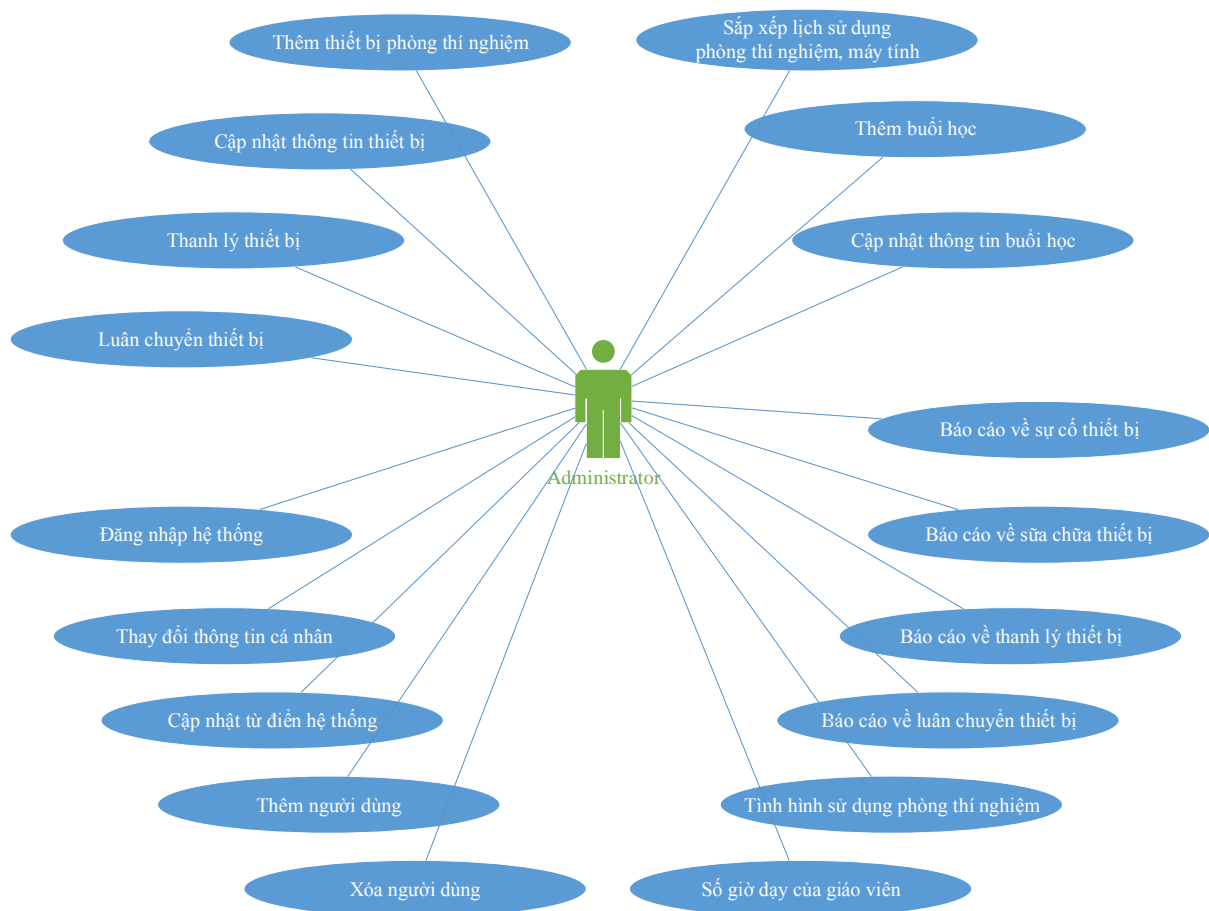 Thêm thiết bị phòng thí nghiệm
Sắp xếp lịch sử dụng
phòng thí nghiệm, máy tính
Cập nhật thông tin thiết bị
Thêm buổi học
Thanh lý thiết bị
Cập nhật thông tin buổi học
Luân chuyển thiết bị
Báo cáo về sự cố thiết bị
Administrator
Đăng nhập hệ thống
Báo cáo về sữa chữa thiết bị
Thay đổi thông tin cá nhân
Báo cáo về thanh lý thiết bị
Cập nhật từ điển hệ thống
Báo cáo về luân chuyển thiết bị
Thêm người dùng
Tình hình sử dụng phòng thí nghiệm
Xóa người dùng
Số giờ dạy của giáo viên